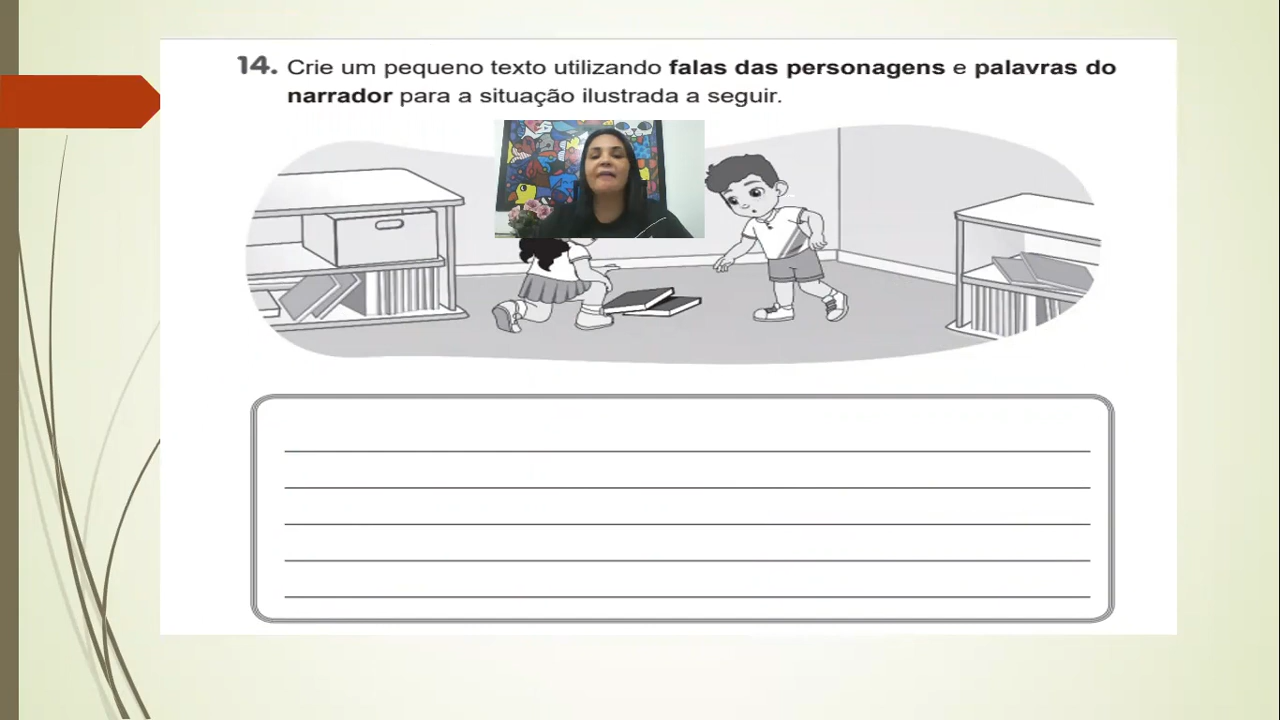 14. Crie um pequeno texto utilizando falas das personagens e palavras do
narrador para a situação ilustrada a seguir.